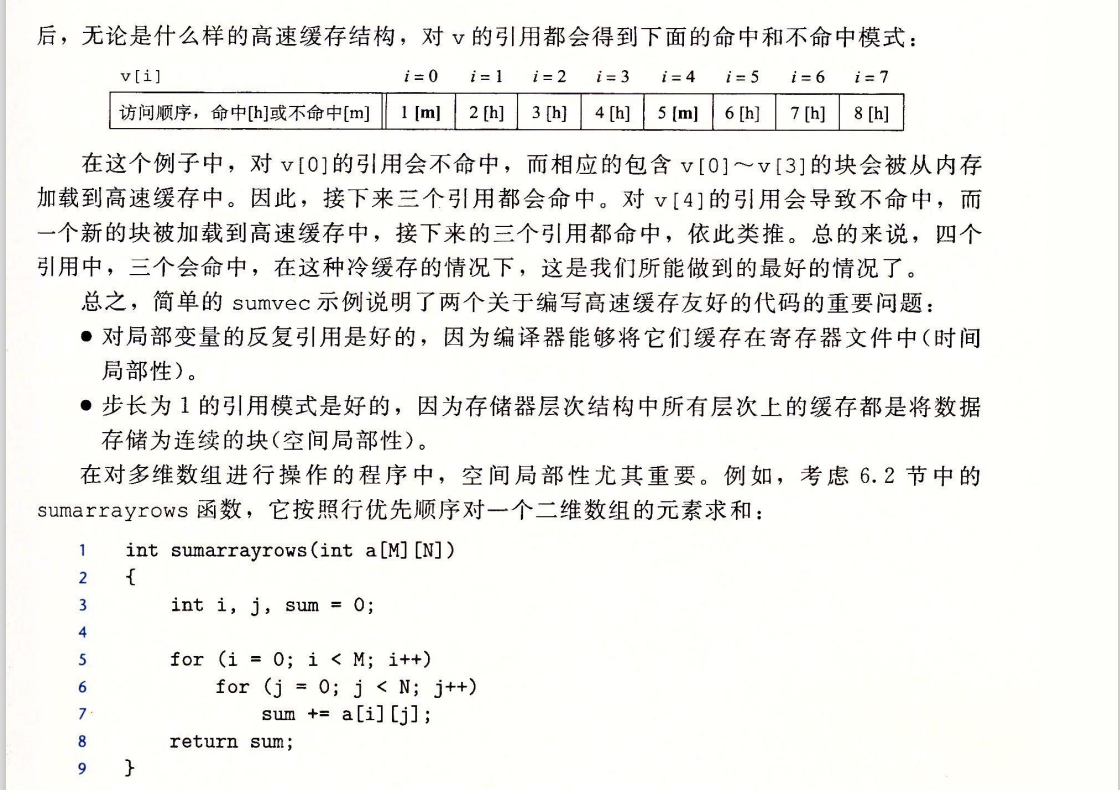 后，无论是什么样的高速缓存结构，对 v 的引用都会得到下面的命中和不命中模式：
v[i] i=0 i=1 i=2 i=3 i=4 i=5 i=6 i=7
访问顺序，命中[h]或不命中[m] 1 [m] 2 [h] 3 [h] 4 [h] 5 [m] 6 [h] 7 [h] 8 [h]
在这个例子中，对 v[0]的引用会不命中，而相应的包含 v[0]～v[3]的块会被从内存
加载到高速缓存中。因此，接下来三个引用都会命中。对 v[4]的引用会导致不命中，而
一个新的块被加载到高速缓存中，接下来的三个引用都命中，依此类推。总的来说，四个
引用中，三个会命中，在这种冷缓存的情况下，这是我们所能做到的最好的情况了。
总之，简单的 sumvec 示例说明了两个关于编写高速缓存友好的代码的重要问题：
● 对局部变量的反复引用是好的，因为编译器能够将它们缓存在寄存器文件中(时间
局部性)。
● 步长为 1 的引用模式是好的，因为存储器层次结构中所有层次上的缓存都是将数据
存储为连续的块(空间局部性)。
在对多维数组进行操作的程序中，空间局部性尤其重要。例如，考虑 6.2 节中的
sumarrayrows 函数，它按照行优先顺序对一个二维数组的元素求和：
1 int sumarrayrows(int a[M][N])
2 {
3 int i, j, sum = 0;
4
5 for (i = 0; i < M; i++)
6 for (j = 0; j < N; j++)
7 sum += a[i][j];
8 return sum;
9 }